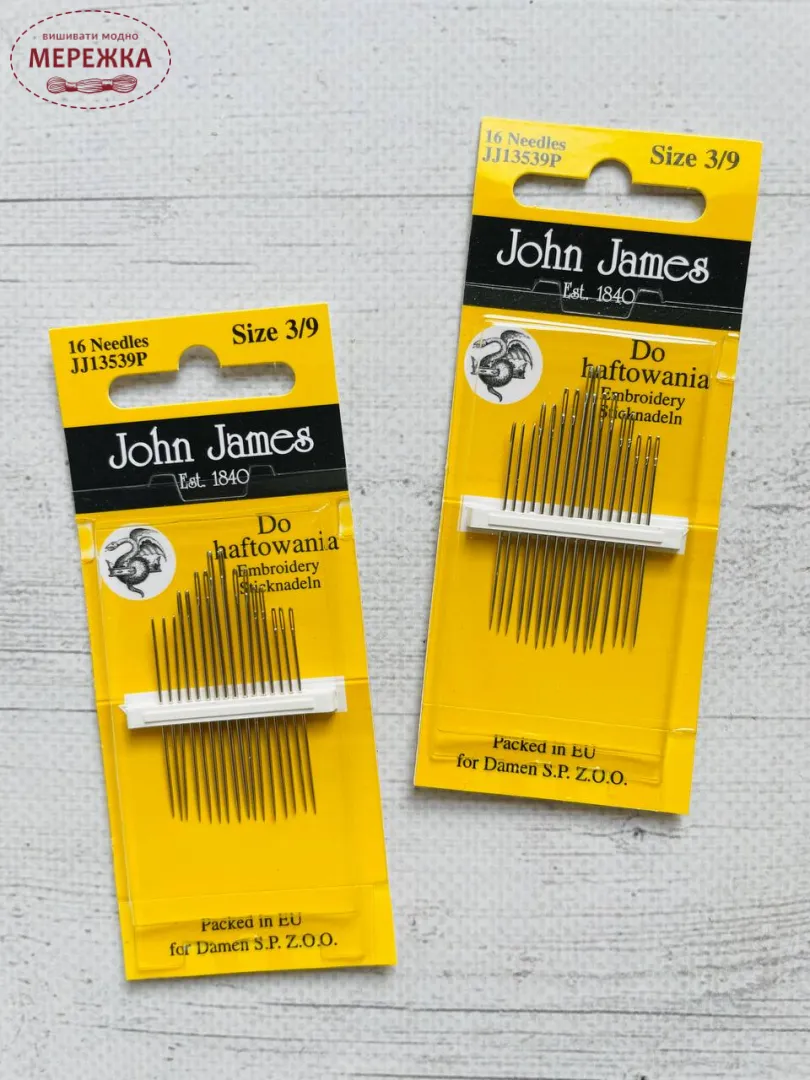 вишивати модно
МЕРЕЖКА
16 Needles
JJ13539P
Size 3/9
John James
Est. 1840
Do
haftowania
Embroidery
Sticknadeln
Packed in EU
for Damen S.P. Z.O.O.
16 Needles
JJ13539P
Size 3/9
John James
Est. 1840
Do
haftowania
Embroidery
Sticknadeln
Packed in EU
for Damen S.P. Z.O.O.